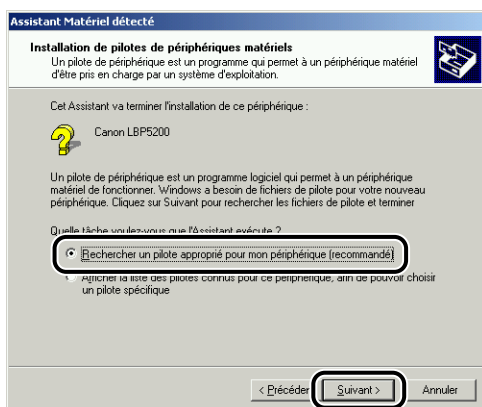 Assistant Matériel détecté
Installation de pilotes de périphériques matériels
Un pilote de périphérique est un programme qui permet à un périphérique matériel
d'être pris en charge par un système d'exploitation.
Cet Assistant va terminer l'installation de ce périphérique :
Canon LBP5200
Un pilote de périphérique est un programme logiciel qui permet à un périphérique
matériel de fonctionner. Windows a besoin de fichiers de pilote pour votre nouveau
périphérique. Cliquez sur Suivant pour rechercher les fichiers de pilote et terminer
Quelle tâche voulez-vous que l'Assistant exécute ?
Rechercher un pilote approprié pour mon périphérique (recommandé)
Afficher la liste des pilotes connus pour ce périphérique, afin de pouvoir choisir
un pilote spécifique
< Précéder Suivant > Annuler